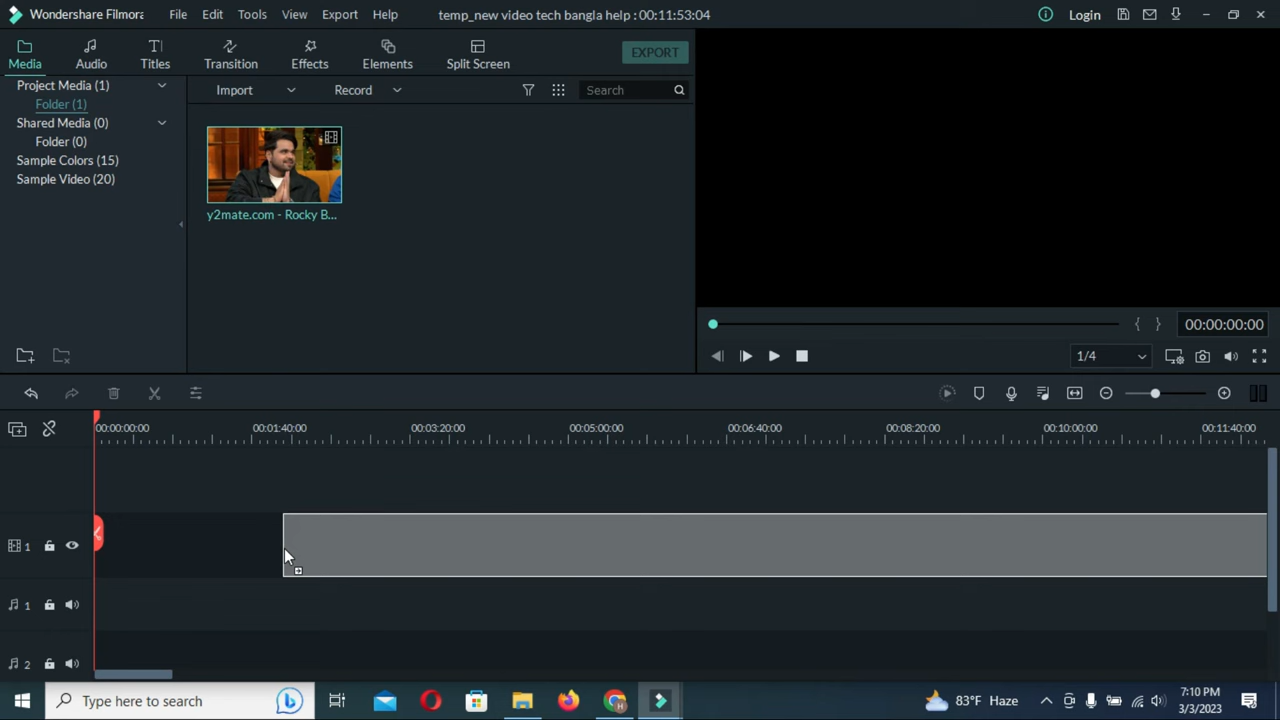 Wondershare Filmora File Edit Tools View Export Help temp_new video tech bangla help : 00:11:53:04 Login
Media Audio Titles Transition Effects Elements Split Screen EXPORT
Project Media (1)
Folder (1)
Shared Media (0)
Folder (0)
Sample Colors (15)
Sample Video (20)
Import Record Search
y2mate.com - Rocky B...
00:00:00:00
1/4
00:00:00:00 00:01:40:00 00:03:20:00 00:05:00:00 00:06:40:00 00:08:20:00 00:10:00:00 00:11:40:00
1
1
2
Type here to search
83°F Haze
7:10 PM
3/3/2023